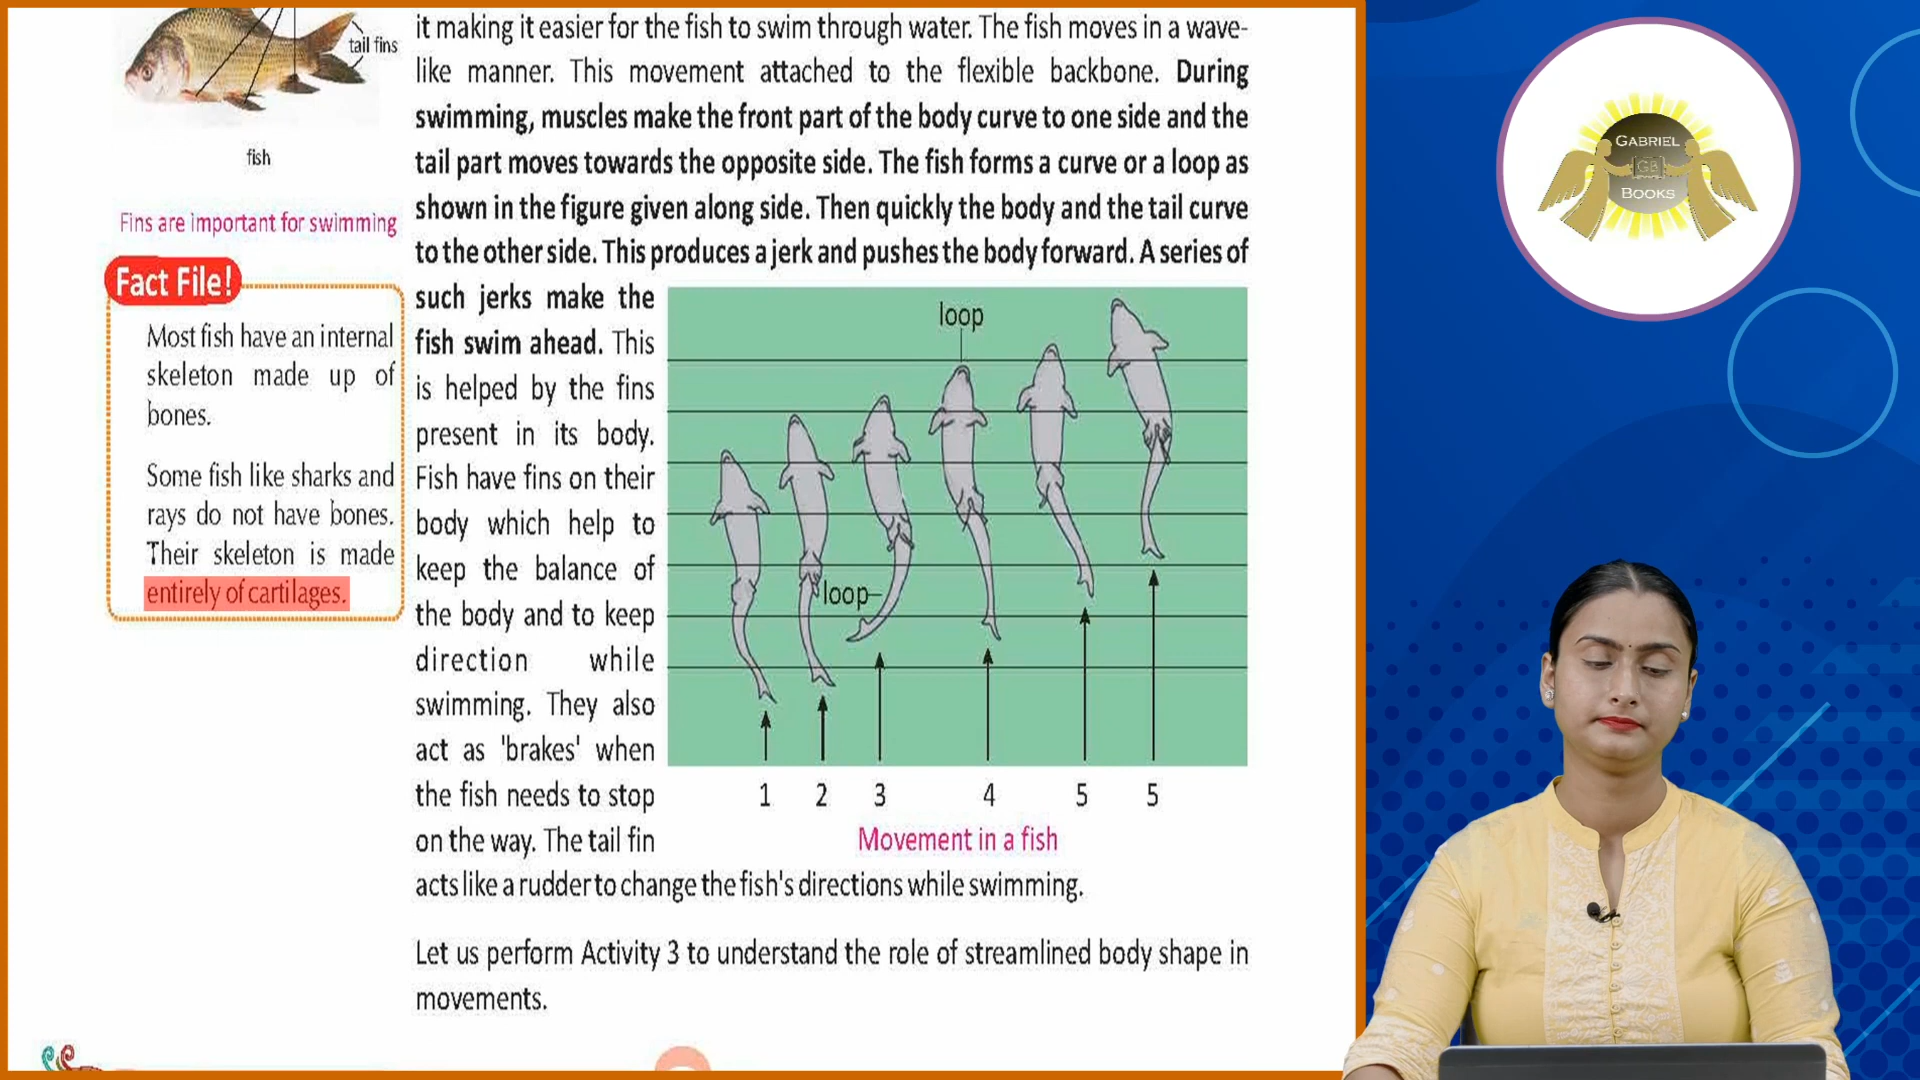 tail fins
fish
Fins are important for swimming
Fact File!
Most fish have an internal
skeleton made up of
bones.
Some fish like sharks and
rays do not have bones.
Their skeleton is made
entirely of cartilages.
it making it easier for the fish to swim through water. The fish moves in a wave-
like manner. This movement attached to the flexible backbone. During
swimming, muscles make the front part of the body curve to one side and the
tail part moves towards the opposite side. The fish forms a curve or a loop as
shown in the figure given along side. Then quickly the body and the tail curve
to the other side. This produces a jerk and pushes the body forward. A series of
such jerks make the
fish swim ahead. This
is helped by the fins
present in its body.
Fish have fins on their
body which help to
keep the balance of
the body and to keep
direction while
swimming. They also
act as 'brakes' when
the fish needs to stop
on the way. The tail fin
acts like a rudder to change the fish's directions while swimming.
loop
loop
1 2 3 4 5 5
Movement in a fish
Let us perform Activity 3 to understand the role of streamlined body shape in
movements.
GABRIEL
GB
BOOKS